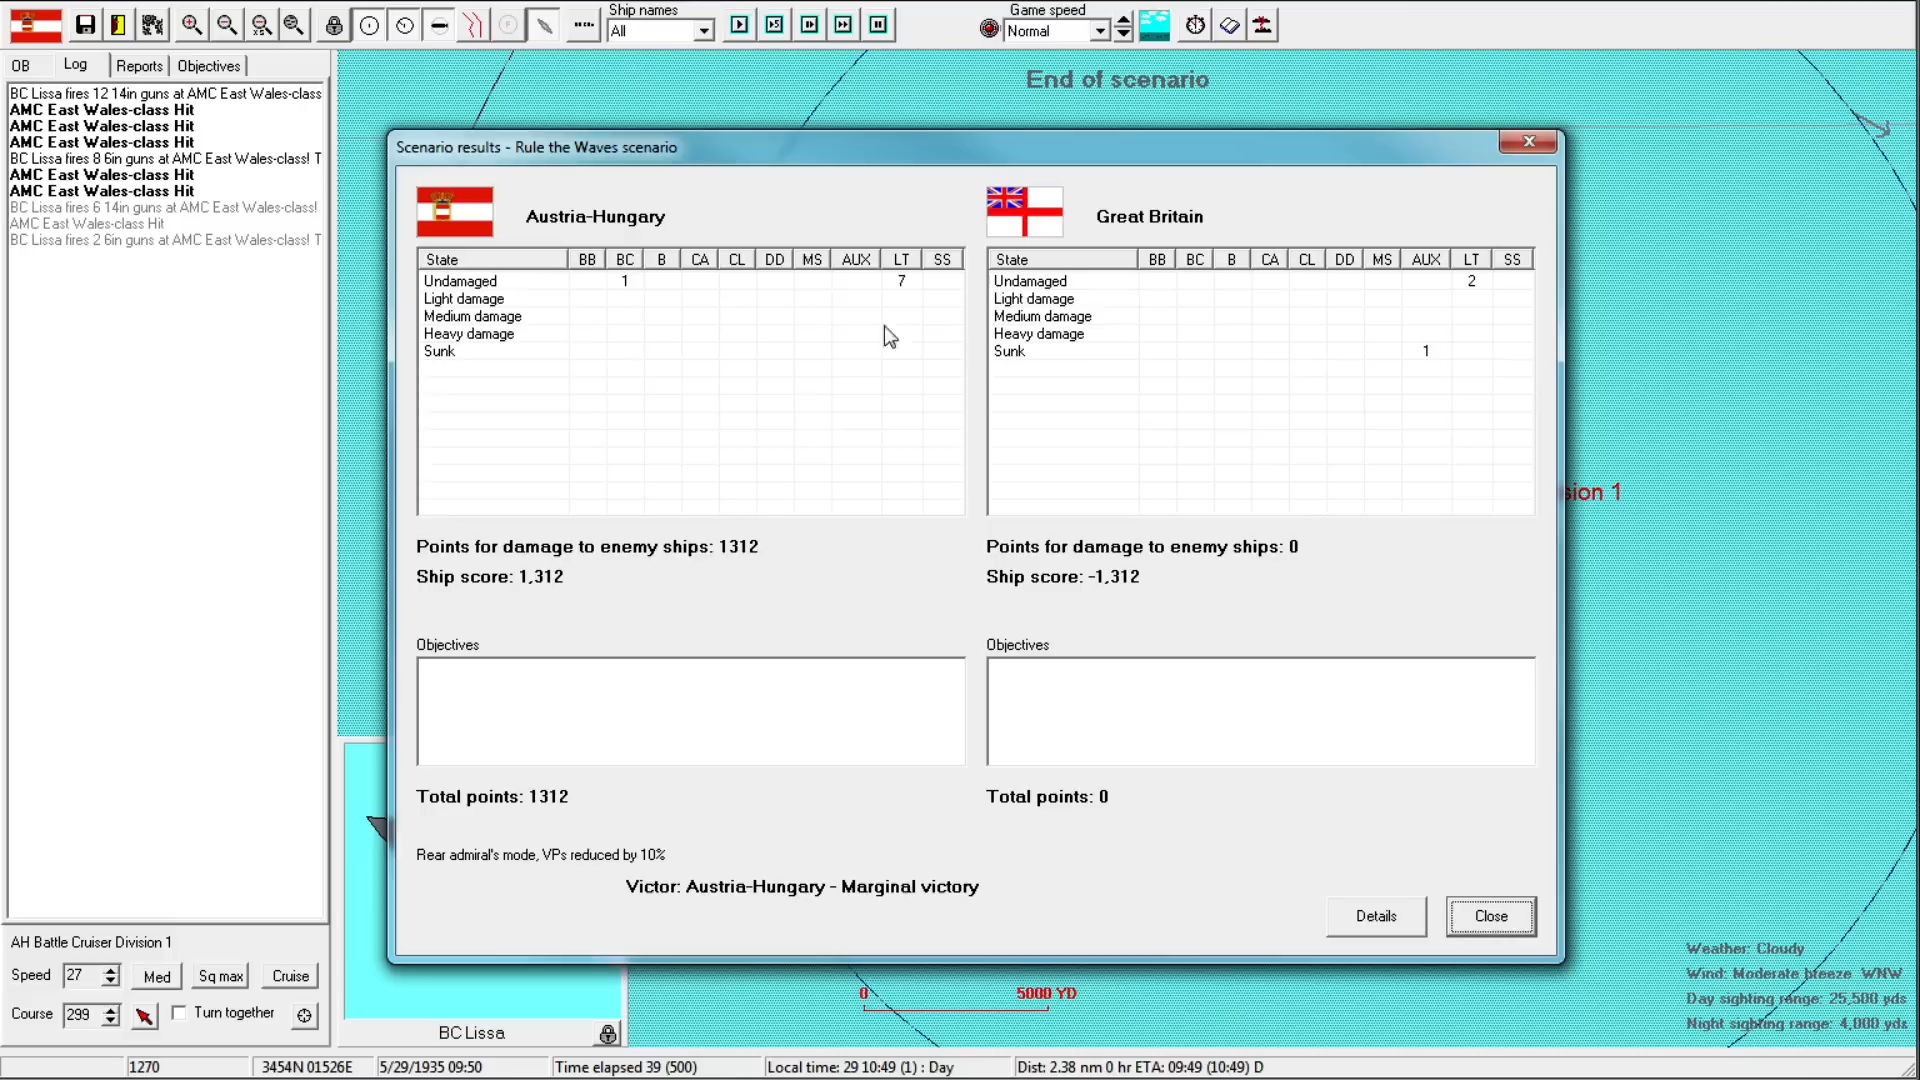 Ship names
All
Game speed
Normal
OB
Log
Reports
Objectives
BC Lissa fires 12 14in guns at AMC East Wales-class
AMC East Wales-class Hit
AMC East Wales-class Hit
AMC East Wales-class Hit
BC Lissa fires 8 6in guns at AMC East Wales-class! T
AMC East Wales-class Hit
AMC East Wales-class Hit
BC Lissa fires 6 14in guns at AMC East Wales-class!
AMC East Wales-class Hit
BC Lissa fires 2 6in guns at AMC East Wales-class! T
End of scenario
Scenario results - Rule the Waves scenario
Austria-Hungary
Great Britain
State BB BC B CA CL DD MS AUX LT SS
Undamaged 1 7
Light damage
Medium damage
Heavy damage
Sunk
State BB BC B CA CL DD MS AUX LT SS
Undamaged 2
Light damage
Medium damage
Heavy damage
Sunk 1
Points for damage to enemy ships: 1312
Ship score: 1,312
Points for damage to enemy ships: 0
Ship score: -1,312
Objectives
Objectives
Total points: 1312
Total points: 0
Rear admiral's mode, VPs reduced by 10%
Victor: Austria-Hungary - Marginal victory
Details
Close
sion 1
AH Battle Cruiser Division 1
Speed 27 Med Sq max Cruise
Course 299 Turn together
BC Lissa
0 5000 YD
Weather: Cloudy
Wind: Moderate breeze WNW
Day sighting range: 25,500 yds
Night sighting range: 4,000 yds
1270
3454N 01526E
5/29/1935 09:50
Time elapsed 39 (500)
Local time: 29 10:49 (1) : Day
Dist: 2.38 nm 0 hr ETA: 09:49 (10:49) D